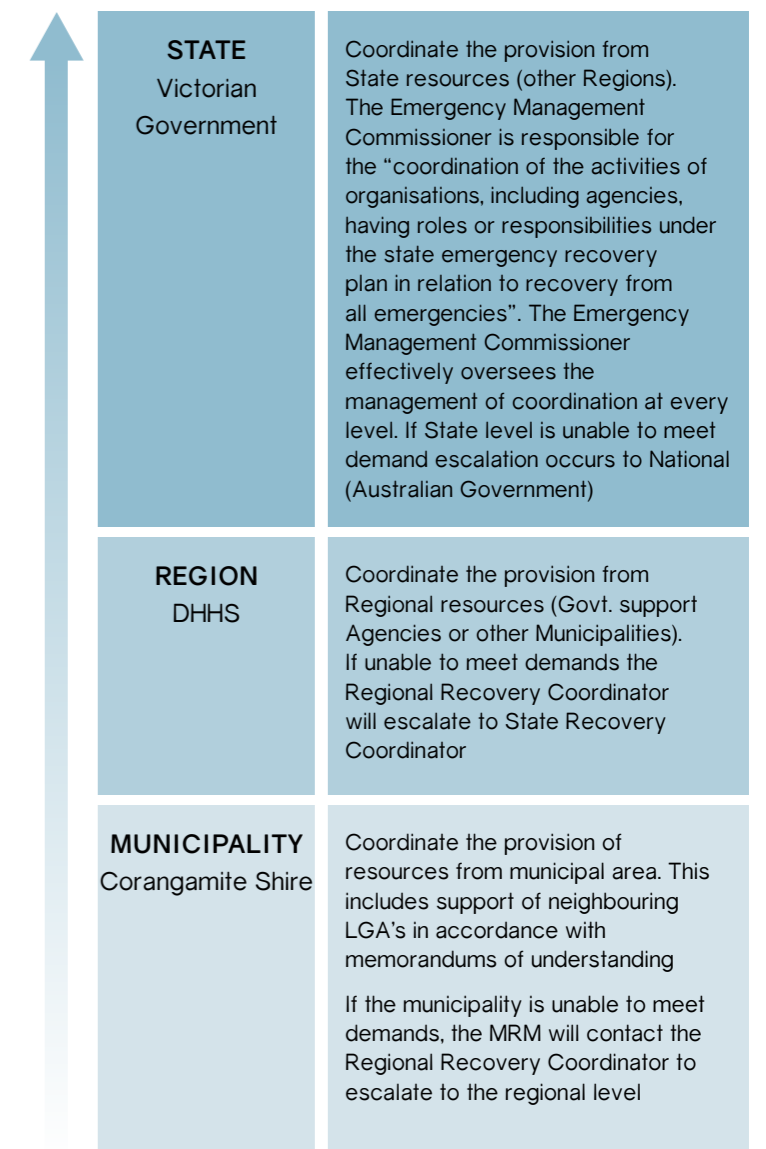 STATE
Victorian
Government
Coordinate the provision from
State resources (other Regions).
The Emergency Management
Commissioner is responsible for
the “coordination of the activities of
organisations, including agencies,
having roles or responsibilities under
the state emergency recovery
plan in relation to recovery from
all emergencies”. The Emergency
Management Commissioner
effectively oversees the
management of coordination at every
level. If State level is unable to meet
demand escalation occurs to National
(Australian Government)
REGION
DHHS
Coordinate the provision from
Regional resources (Govt. support
Agencies or other Municipalities).
If unable to meet demands the
Regional Recovery Coordinator
will escalate to State Recovery
Coordinator
MUNICIPALITY
Corangamite Shire
Coordinate the provision of
resources from municipal area. This
includes support of neighbouring
LGA’s in accordance with
memorandums of understanding
If the municipality is unable to meet
demands, the MRM will contact the
Regional Recovery Coordinator to
escalate to the regional level